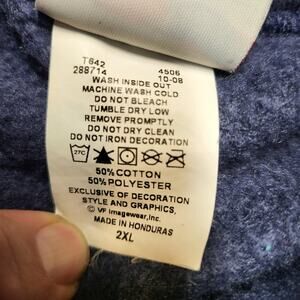 T642
288714 4506
WASH INSIDE OUT 10-08
MACHINE WASH COLD
DO NOT BLEACH
TUMBLE DRY LOW
REMOVE PROMPTLY
DO NOT DRY CLEAN
DO NOT IRON DECORATION
27C
50% COTTON
50% POLYESTER
EXCLUSIVE OF DECORATION
STYLE AND GRAPHICS,
© VF Imagewear,Inc.
MADE IN HONDURAS
2XL